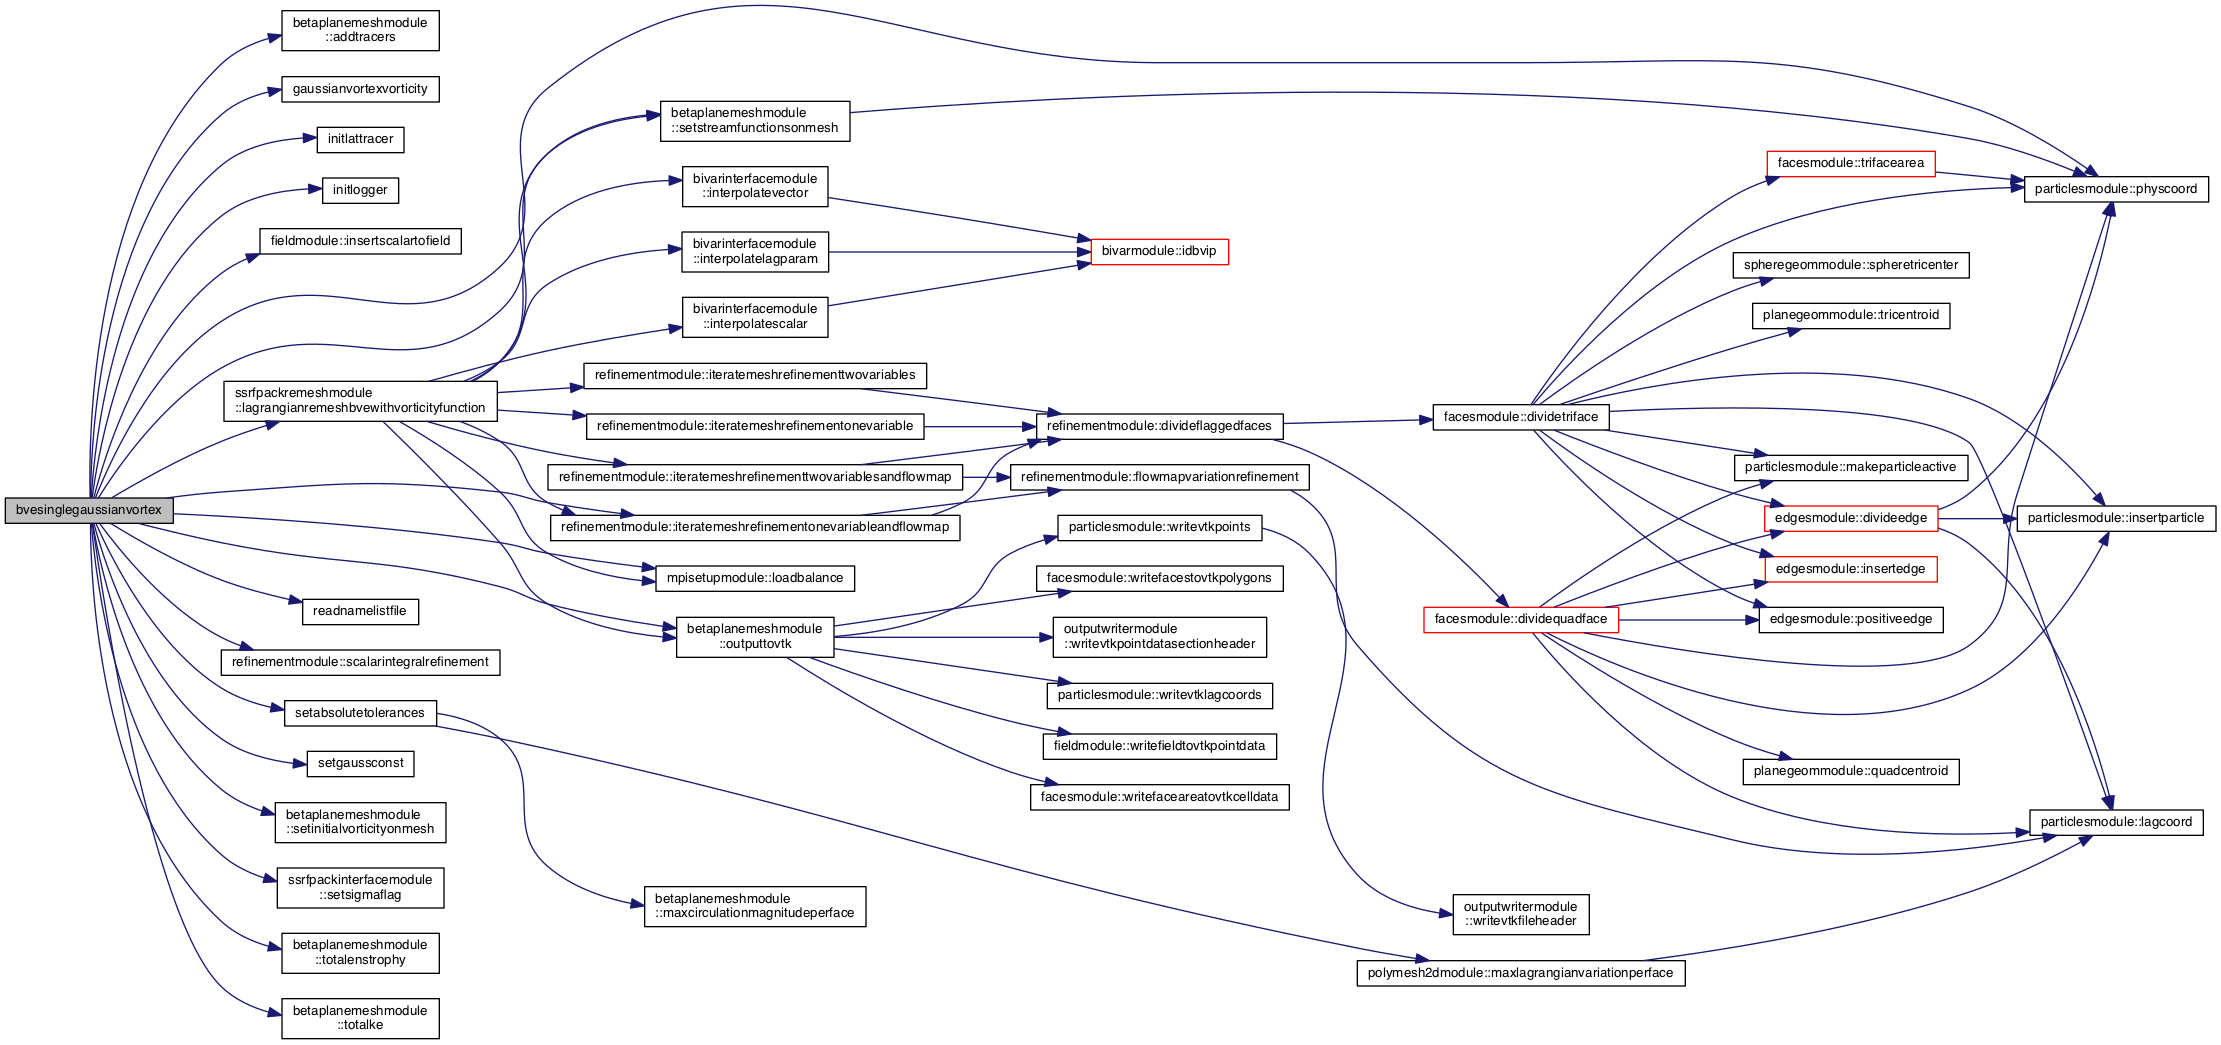 betaplanemeshmodule
::addtracers
gaussianvortexvorticity
initlattracer
initlogger
fieldmodule::insertscalartofield
ssrfpackremeshmodule
::lagrangianremeshbvewithvorticityfunction
bvesinglegaussianvortex
readnamelistfile
refinementmodule::scalarintegralrefinement
setabsolutetolerances
setgaussconst
betaplanemeshmodule
::setinitialvorticityonmesh
ssrfpackinterfacemodule
::setsigmaflag
betaplanemeshmodule
::totalenstrophy
betaplanemeshmodule
::totalke
betaplanemeshmodule
::setstreamfunctionsonmesh
bivarinterfacemodule
::interpolatevector
bivarinterfacemodule
::interpolatelagparam
bivarinterfacemodule
::interpolatescalar
refinementmodule::iteratemeshrefinementtwovariables
refinementmodule::iteratemeshrefinementonevariable
refinementmodule::iteratemeshrefinementtwovariablesandflowmap
refinementmodule::iteratemeshrefinementonevariableandflowmap
mpisetupmodule::loadbalance
betaplanemeshmodule
::outputtovtk
betaplanemeshmodule
::maxcirculationmagnitudeperface
bivarmodule::idbvip
refinementmodule::divideflaggedfaces
refinementmodule::flowmapvariationrefinement
particlesmodule::writevtkpoints
facesmodule::writefacestovtkpolygons
outputwritermodule
::writevtkpointdatasectionheader
particlesmodule::writevtklagcoords
fieldmodule::writefieldtovtkpointdata
facesmodule::writefaceareatovtkcelldata
facesmodule::dividetriface
facesmodule::dividequadface
outputwritermodule
::writevtkfileheader
polymesh2dmodule::maxlagrangianvariationperface
facesmodule::trifacearea
spheregeommodule::spheretricenter
planegeommodule::tricentroid
particlesmodule::makeparticleactive
edgesmodule::divideedge
edgesmodule::insertedge
edgesmodule::positiveedge
planegeommodule::quadcentroid
particlesmodule::physcoord
particlesmodule::insertparticle
particlesmodule::lagcoord